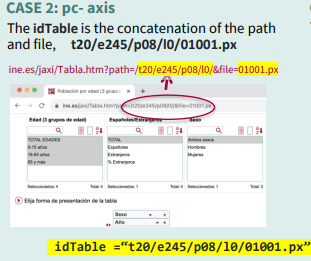 CASE 2: pc- axis
The idTable is the concatenation of the path
and file, t20/e245/p08/l0/01001.px
ine.es/jaxi/Tabla.htm?path=/t20/e245/p08/l0/&file=01001.px
Población por edad (3 grupos de
ine.es/jaxi/Tabla.htm?path=/t20/e245/p08/l0/&file=01001.px
Edad (3 grupos de edad) Españoles/Extranjeros Sexo
TOTAL EDADES TOTAL Ambos sexos
0-15 años Españoles Hombres
16-64 años Extranjeros Mujeres
65 y más % Extranjeros
Seleccionados: 4 Total: 4 Seleccionados: 1 Total: 4 Seleccionados: 1 Total: 3
Elija forma de presentación de la tabla
Sexo
Año
idTable =“t20/e245/p08/l0/01001.px”